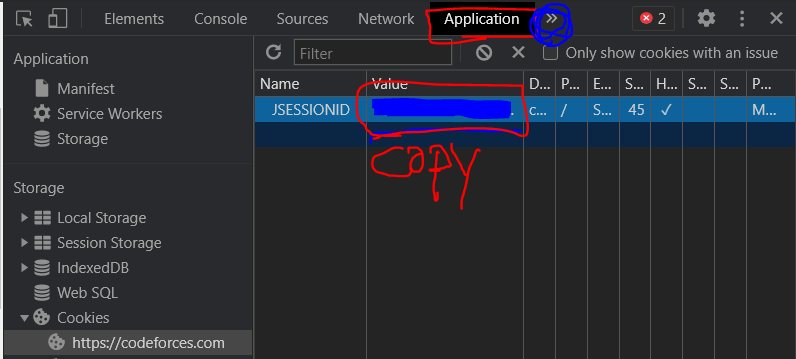 Elements Console Sources Network Application » 2
Application
Filter Only show cookies with an issue
Manifest
Service Workers
Storage
Name Value D... P... E... S... H... S... S... P...
JSESSIONID . c... / S... 45 ✓ M...
copy
Storage
Local Storage
Session Storage
IndexedDB
Web SQL
Cookies
https://codeforces.com